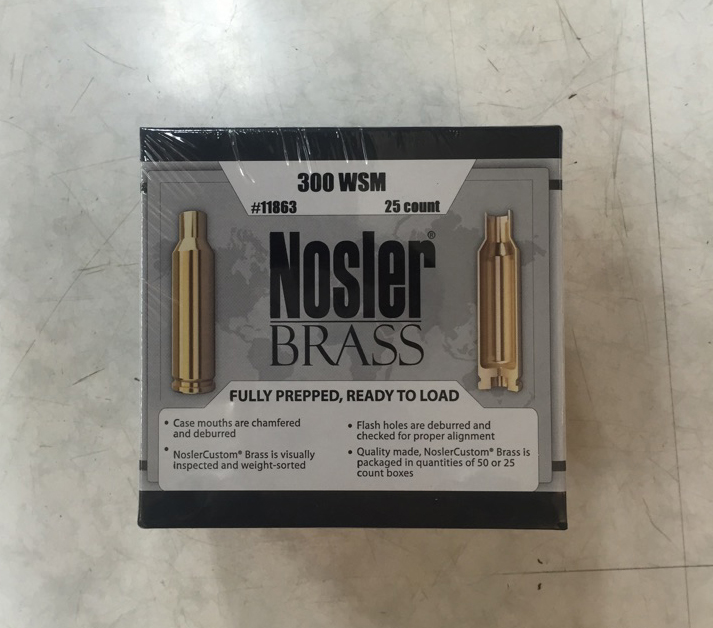 300 WSM
#11863 25 count
Nosler®
BRASS
FULLY PREPPED, READY TO LOAD
• Case mouths are chamfered
and deburred
• NoslerCustom® Brass is visually
inspected and weight-sorted
• Flash holes are deburred and
checked for proper alignment
• Quality made, NoslerCustom® Brass is
packaged in quantities of 50 or 25
count boxes